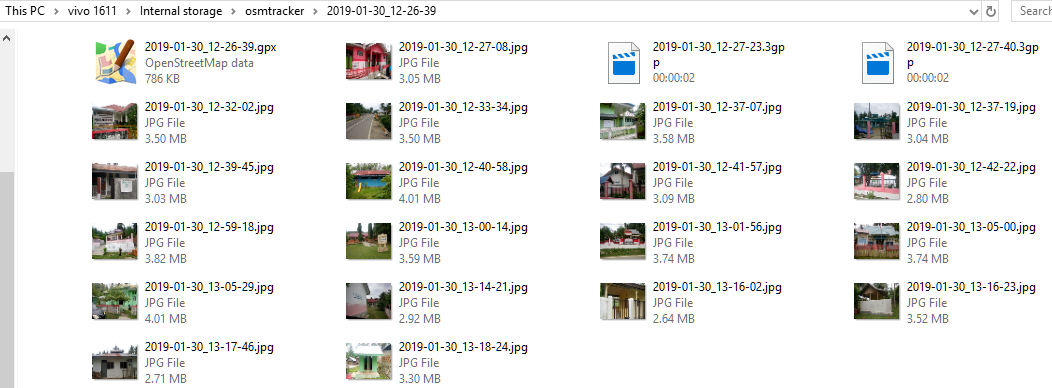 This PC > vivo 1611 > Internal storage > osmtracker > 2019-01-30_12-26-39
Search
2019-01-30_12-26-39.gpx
OpenStreetMap data
786 KB
2019-01-30_12-27-08.jpg
JPG File
3.05 MB
2019-01-30_12-27-23.3gp
p
00:00:02
2019-01-30_12-27-40.3gp
p
00:00:02
2019-01-30_12-32-02.jpg
JPG File
3.50 MB
2019-01-30_12-33-34.jpg
JPG File
3.50 MB
2019-01-30_12-37-07.jpg
JPG File
3.58 MB
2019-01-30_12-37-19.jpg
JPG File
3.04 MB
2019-01-30_12-39-45.jpg
JPG File
3.03 MB
2019-01-30_12-40-58.jpg
JPG File
4.01 MB
2019-01-30_12-41-57.jpg
JPG File
3.09 MB
2019-01-30_12-42-22.jpg
JPG File
2.80 MB
2019-01-30_12-59-18.jpg
JPG File
3.82 MB
2019-01-30_13-00-14.jpg
JPG File
3.59 MB
2019-01-30_13-01-56.jpg
JPG File
3.74 MB
2019-01-30_13-05-00.jpg
JPG File
3.74 MB
2019-01-30_13-05-29.jpg
JPG File
4.01 MB
2019-01-30_13-14-21.jpg
JPG File
2.92 MB
2019-01-30_13-16-02.jpg
JPG File
2.64 MB
2019-01-30_13-16-23.jpg
JPG File
3.52 MB
2019-01-30_13-17-46.jpg
JPG File
2.71 MB
2019-01-30_13-18-24.jpg
JPG File
3.30 MB